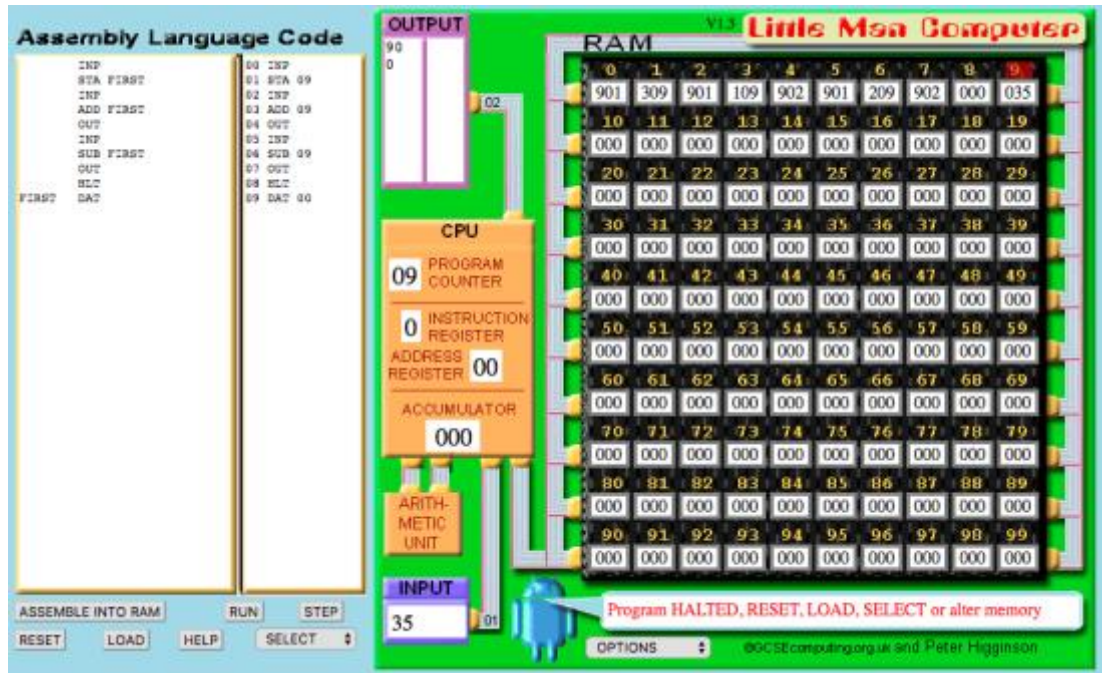 Assembly Language Code
INP
STA FIRST
INP
ADD FIRST
OUT
INP
SUB FIRST
OUT
HLT
FIRST DAT
00 INP
01 STA 09
02 INP
03 ADD 09
04 OUT
05 INP
06 SUB 09
07 OUT
08 HLT
09 DAT 00
ASSEMBLE INTO RAM RUN STEP
RESET LOAD HELP SELECT
OUTPUT
90
0
02
CPU
09 PROGRAM
COUNTER
0 INSTRUCTION
REGISTER
ADDRESS
REGISTER 00
ACCUMULATOR
000
ARITH-
METIC
UNIT
INPUT
35
01
V1.3 Little Man Computer
RAM
0 1 2 3 4 5 6 7 8 9
901 309 901 109 902 901 209 902 000 035
10 11 12 13 14 15 16 17 18 19
000 000 000 000 000 000 000 000 000 000
20 21 22 23 24 25 26 27 28 29
000 000 000 000 000 000 000 000 000 000
30 31 32 33 34 35 36 37 38 39
000 000 000 000 000 000 000 000 000 000
40 41 42 43 44 45 46 47 48 49
000 000 000 000 000 000 000 000 000 000
50 51 52 53 54 55 56 57 58 59
000 000 000 000 000 000 000 000 000 000
60 61 62 63 64 65 66 67 68 69
000 000 000 000 000 000 000 000 000 000
70 71 72 73 74 75 76 77 78 79
000 000 000 000 000 000 000 000 000 000
80 81 82 83 84 85 86 87 88 89
000 000 000 000 000 000 000 000 000 000
90 91 92 93 94 95 96 97 98 99
000 000 000 000 000 000 000 000 000 000
Program HALTED, RESET, LOAD, SELECT or alter memory
OPTIONS
©GCSEcomputing.org.uk and Peter Higginson